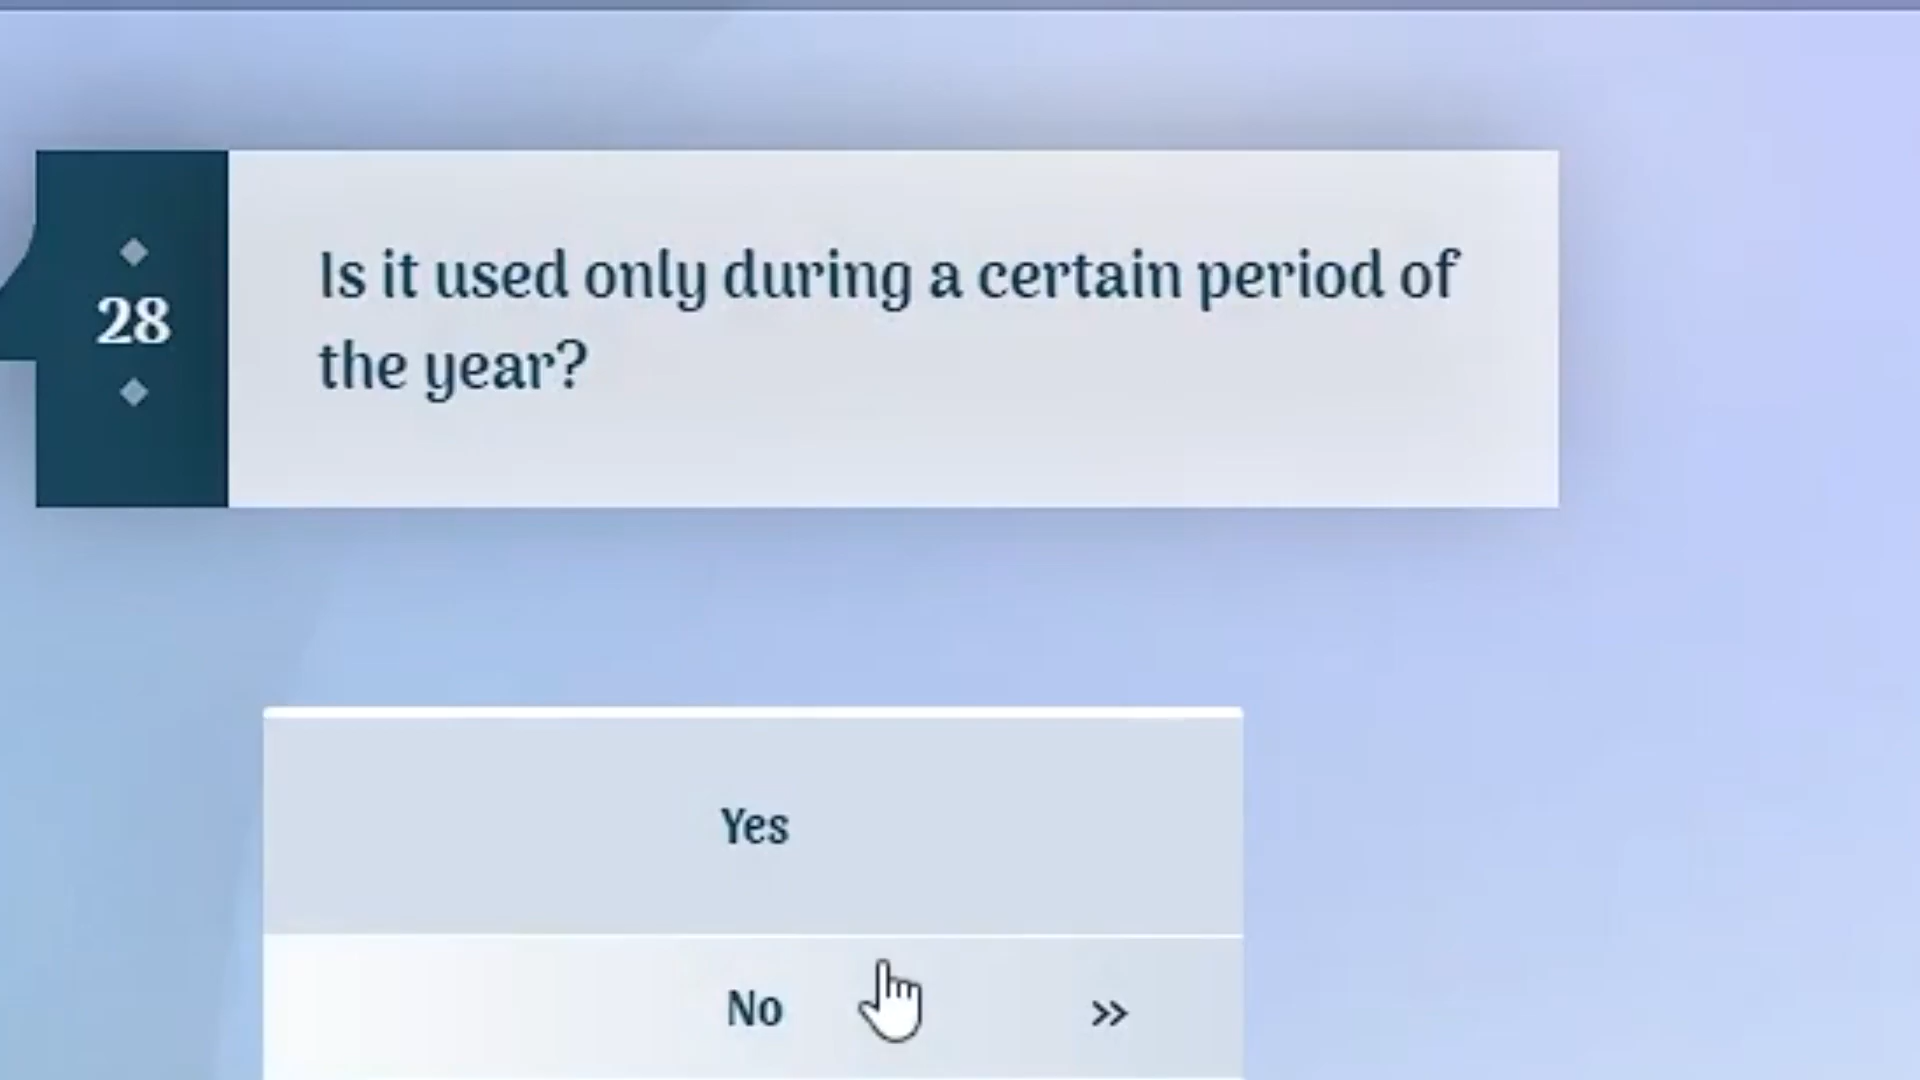 28
Is it used only during a certain period of
the year?
Yes
No »